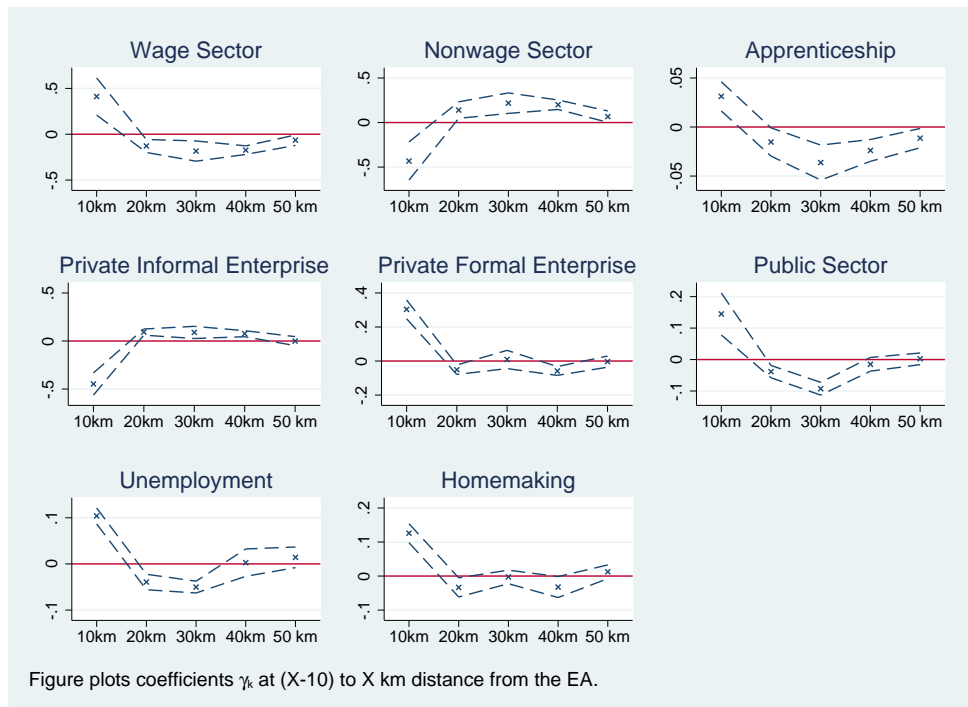 Wage Sector
.5
0
-.5
10km 20km 30km 40km 50 km
Nonwage Sector
.5
0
-.5
10km 20km 30km 40km 50 km
Apprenticeship
.05
0
-.05
10km 20km 30km 40km 50 km
Private Informal Enterprise
.5
0
-.5
10km 20km 30km 40km 50 km
Private Formal Enterprise
.4
.2
0
-.2
10km 20km 30km 40km 50 km
Public Sector
.2
.1
0
-.1
10km 20km 30km 40km 50 km
Unemployment
.1
0
-.1
10km 20km 30km 40km 50 km
Homemaking
.2
.1
0
-.1
10km 20km 30km 40km 50 km
Figure plots coefficients γk at (X-10) to X km distance from the EA.